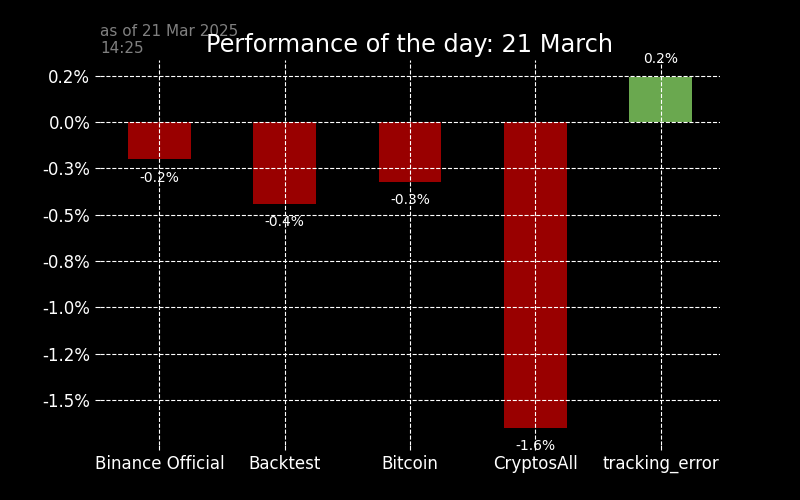 as of 21 Mar 2025
14:25
Performance of the day: 21 March
0.2%
0.2%
0.0%
-0.3%
-0.5%
-0.8%
-1.0%
-1.2%
-1.5%
-0.2%
-0.4%
-0.3%
-1.6%
Binance Official
Backtest
Bitcoin
CryptosAll
tracking_error